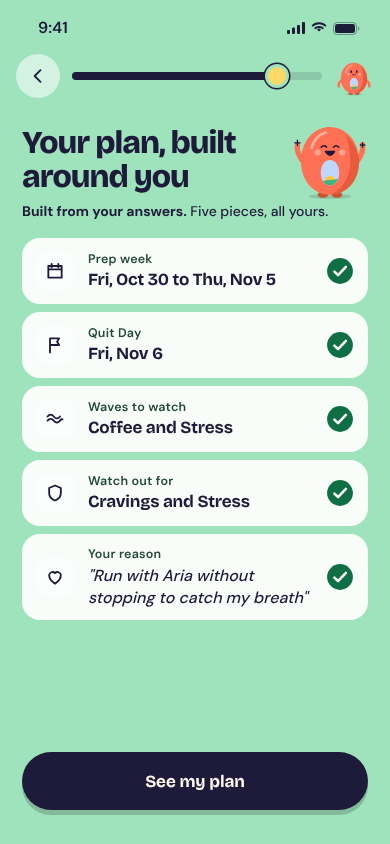 9:41
Your plan, built
around you
Built from your answers. Five pieces, all yours.
Prep week
Fri, Oct 30 to Thu, Nov 5
Quit Day
Fri, Nov 6
Waves to watch
Coffee and Stress
Watch out for
Cravings and Stress
Your reason
"Run with Aria without
stopping to catch my breath"
See my plan